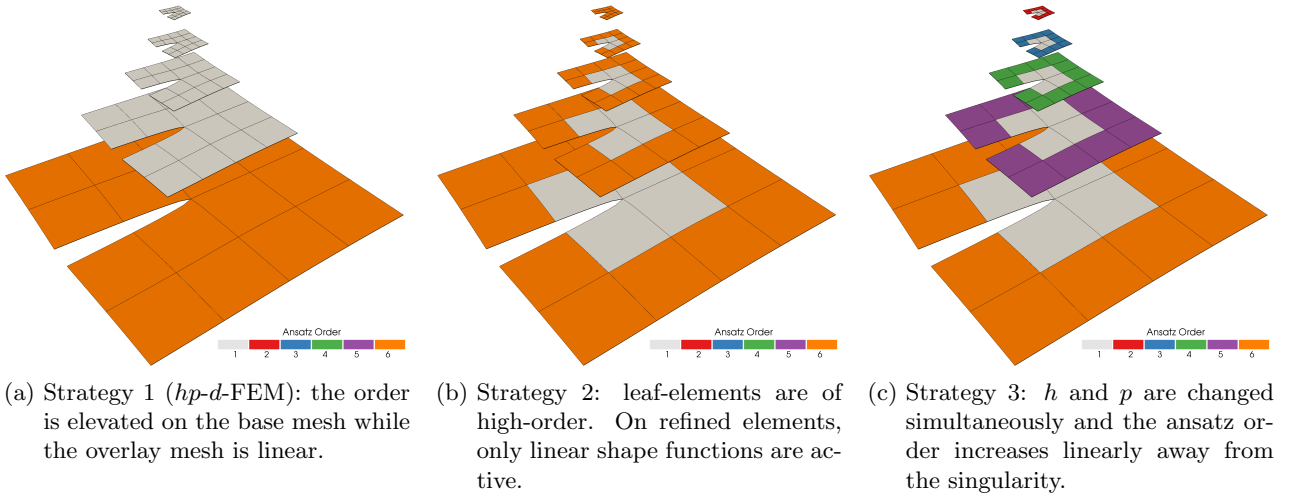 Ansatz Order
1 2 3 4 5 6
Ansatz Order
1 2 3 4 5 6
Ansatz Order
1 2 3 4 5 6
(a) Strategy 1 (hp-d-FEM): the order
is elevated on the base mesh while
the overlay mesh is linear.
(b) Strategy 2: leaf-elements are of
high-order. On refined elements,
only linear shape functions are ac-
tive.
(c) Strategy 3: h and p are changed
simultaneously and the ansatz or-
der increases linearly away from
the singularity.